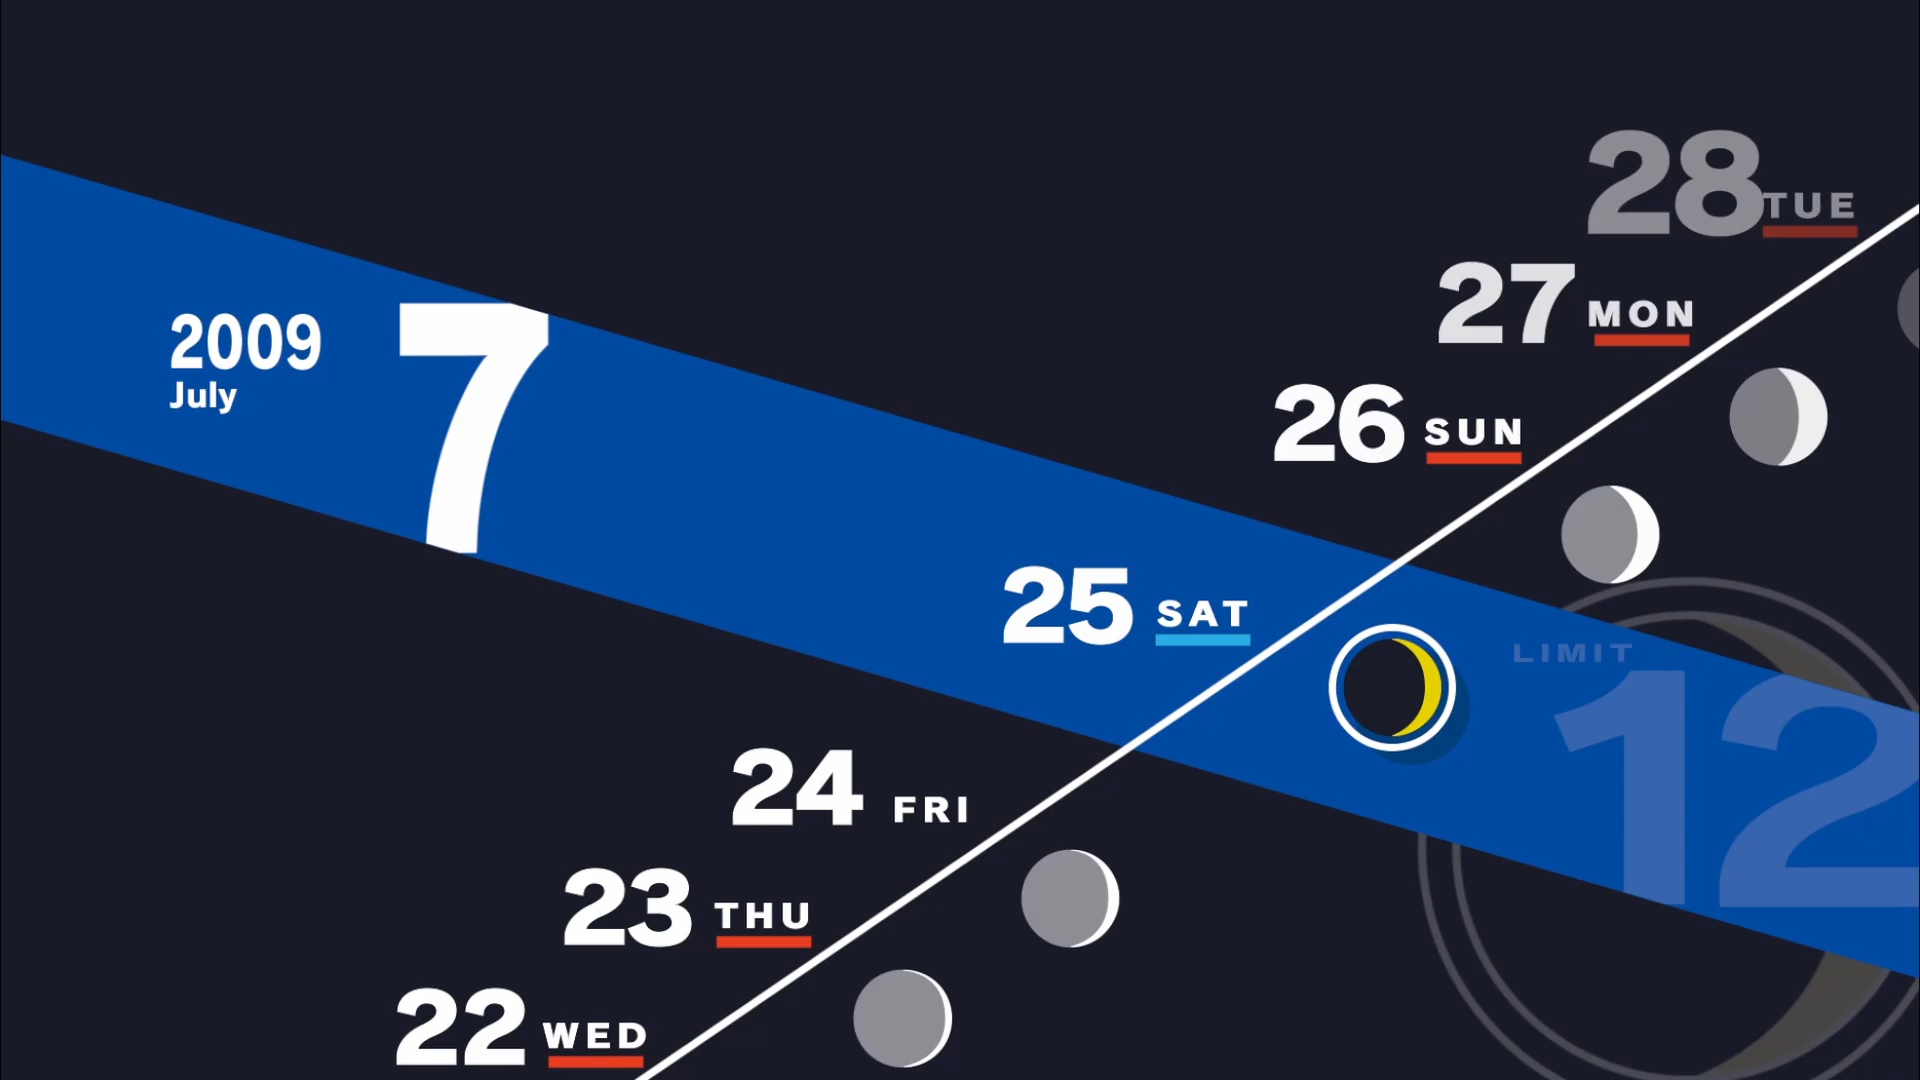 2009
July
7
28 TUE
27 MON
26 SUN
25 SAT
LIMIT
12
24 FRI
23 THU
22 WED